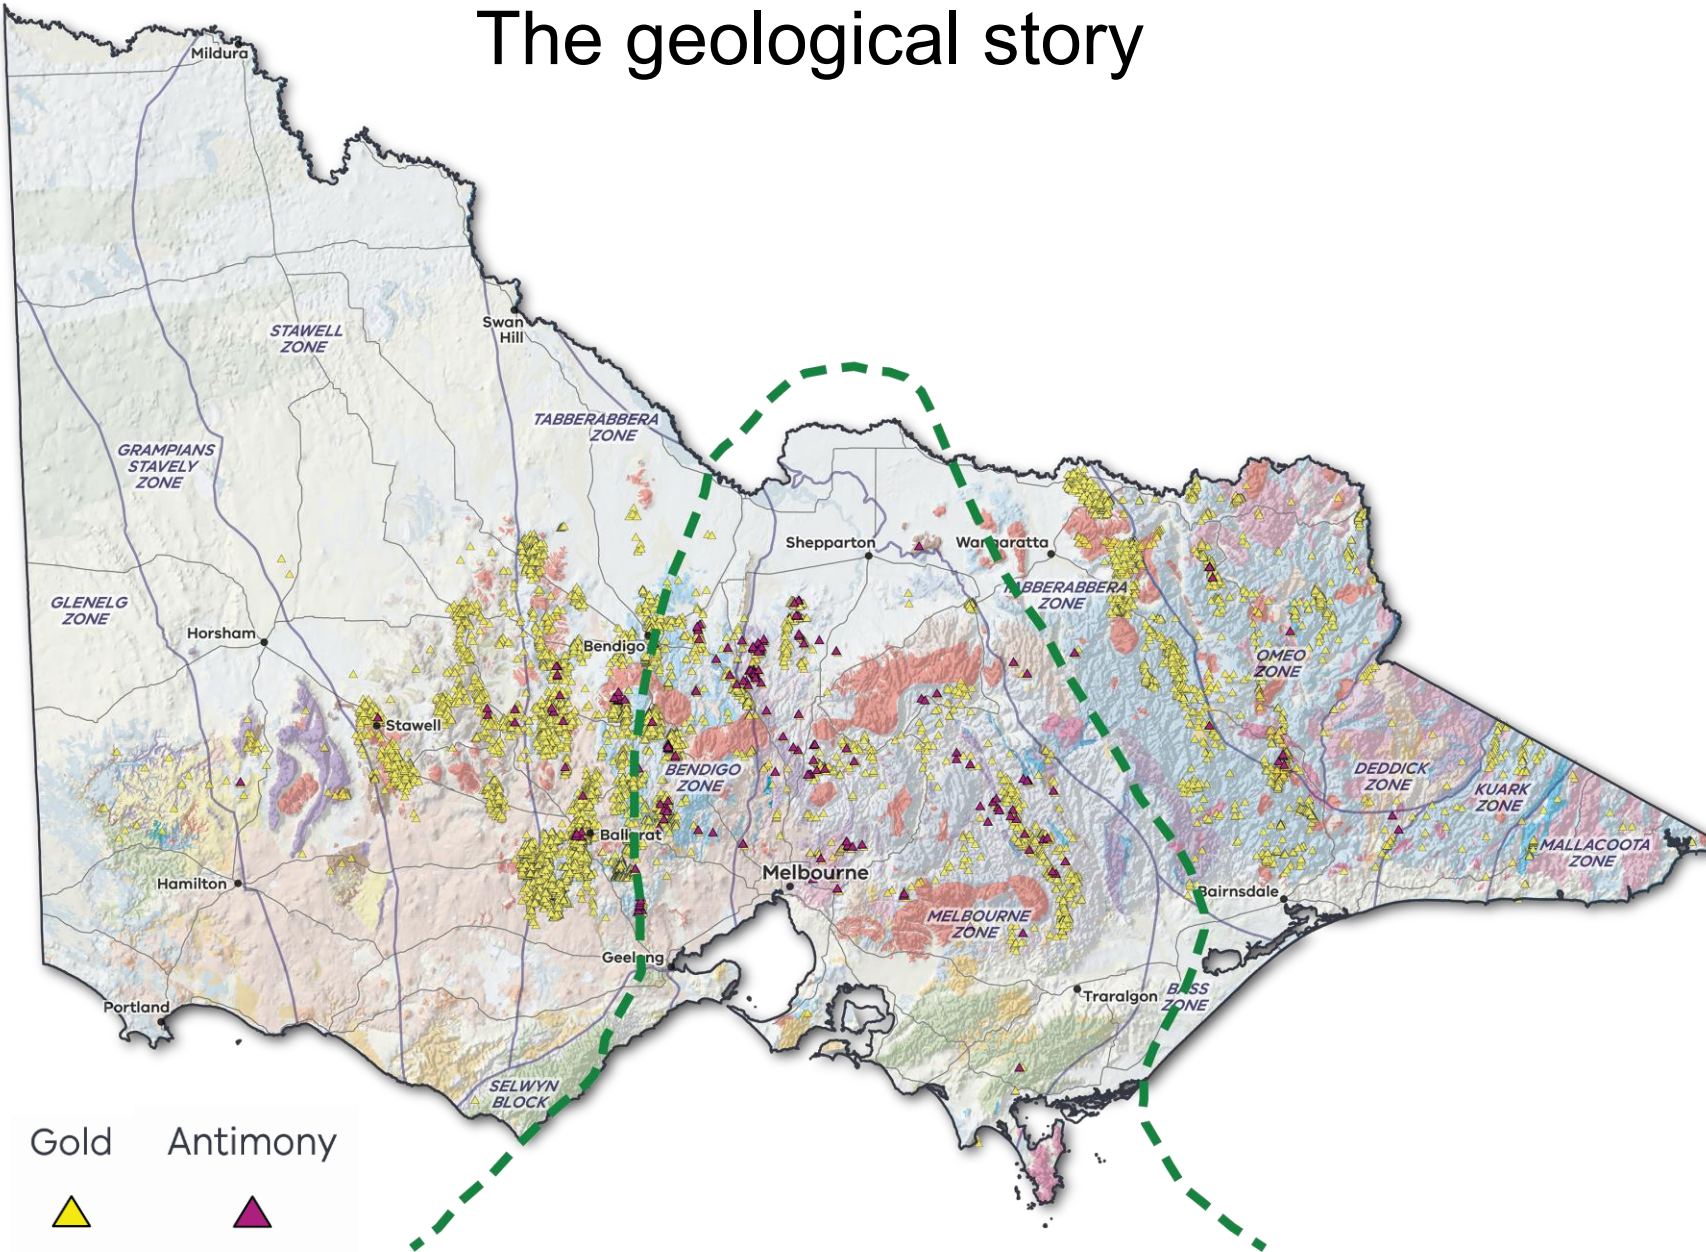 The geological story
Mildura
Swan
Hill
STAWELL
ZONE
TABBERABBERA
ZONE
GRAMPIANS
STAVELY
ZONE
Shepparton
Wangaratta
TABBERABBERA
ZONE
GLENELG
ZONE
Horsham
Bendigo
OMEO
ZONE
Stawell
BENDIGO
ZONE
DEDDICK
ZONE
KUARK
ZONE
Ballarat
MALLACOOTA
ZONE
Melbourne
Hamilton
Bairnsdale
MELBOURNE
ZONE
Geelong
Traralgon
BASS
ZONE
Portland
SELWYN
BLOCK
Gold
Antimony